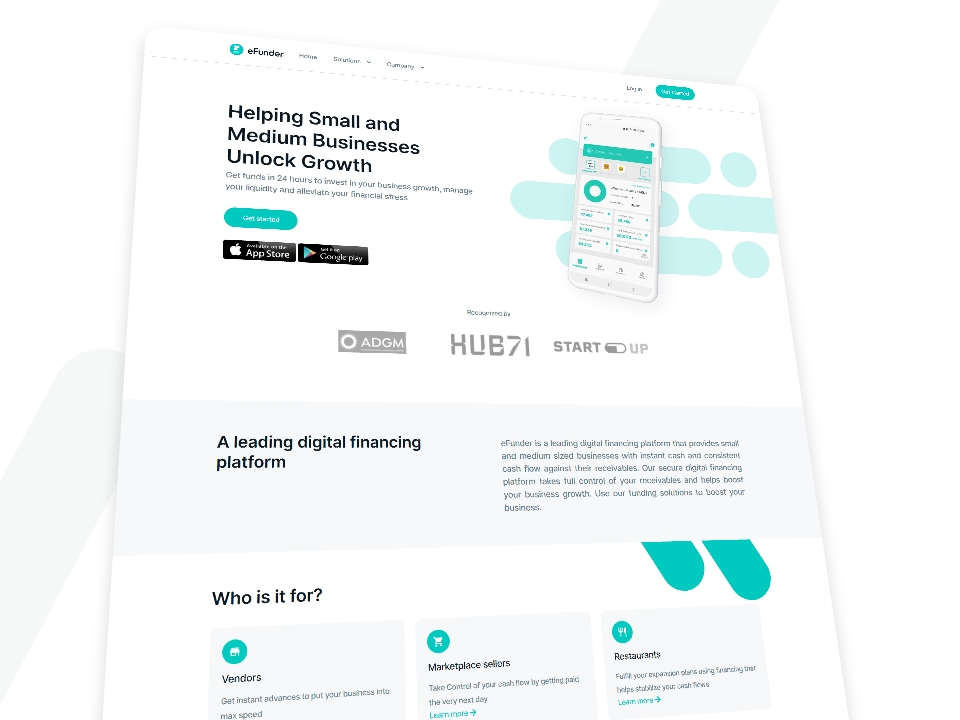 eFunder Home Solutions Company Log in Get started
Helping Small and
Medium Businesses
Unlock Growth
Get funds in 24 hours to invest in your business growth, manage
your liquidity and alleviate your financial stress
Get started
Available on the
App Store
Get it on
Google play
Recognized by
ADGM
HUB71
START UP
A leading digital financing
platform
eFunder is a leading digital financing platform that provides small
and medium sized businesses with instant cash and consistent
cash flow against their receivables. Our secure digital financing
platform takes full control of your receivables and helps boost
your business growth. Use our funding solutions to boost your
business.
Who is it for?
Vendors
Get instant advances to put your business into
max speed
Marketplace sellers
Take Control of your cash flow by getting paid
the very next day
Learn more
Restaurants
Fulfill your expansion plans using financing that
helps stabilize your cash flows
Learn more